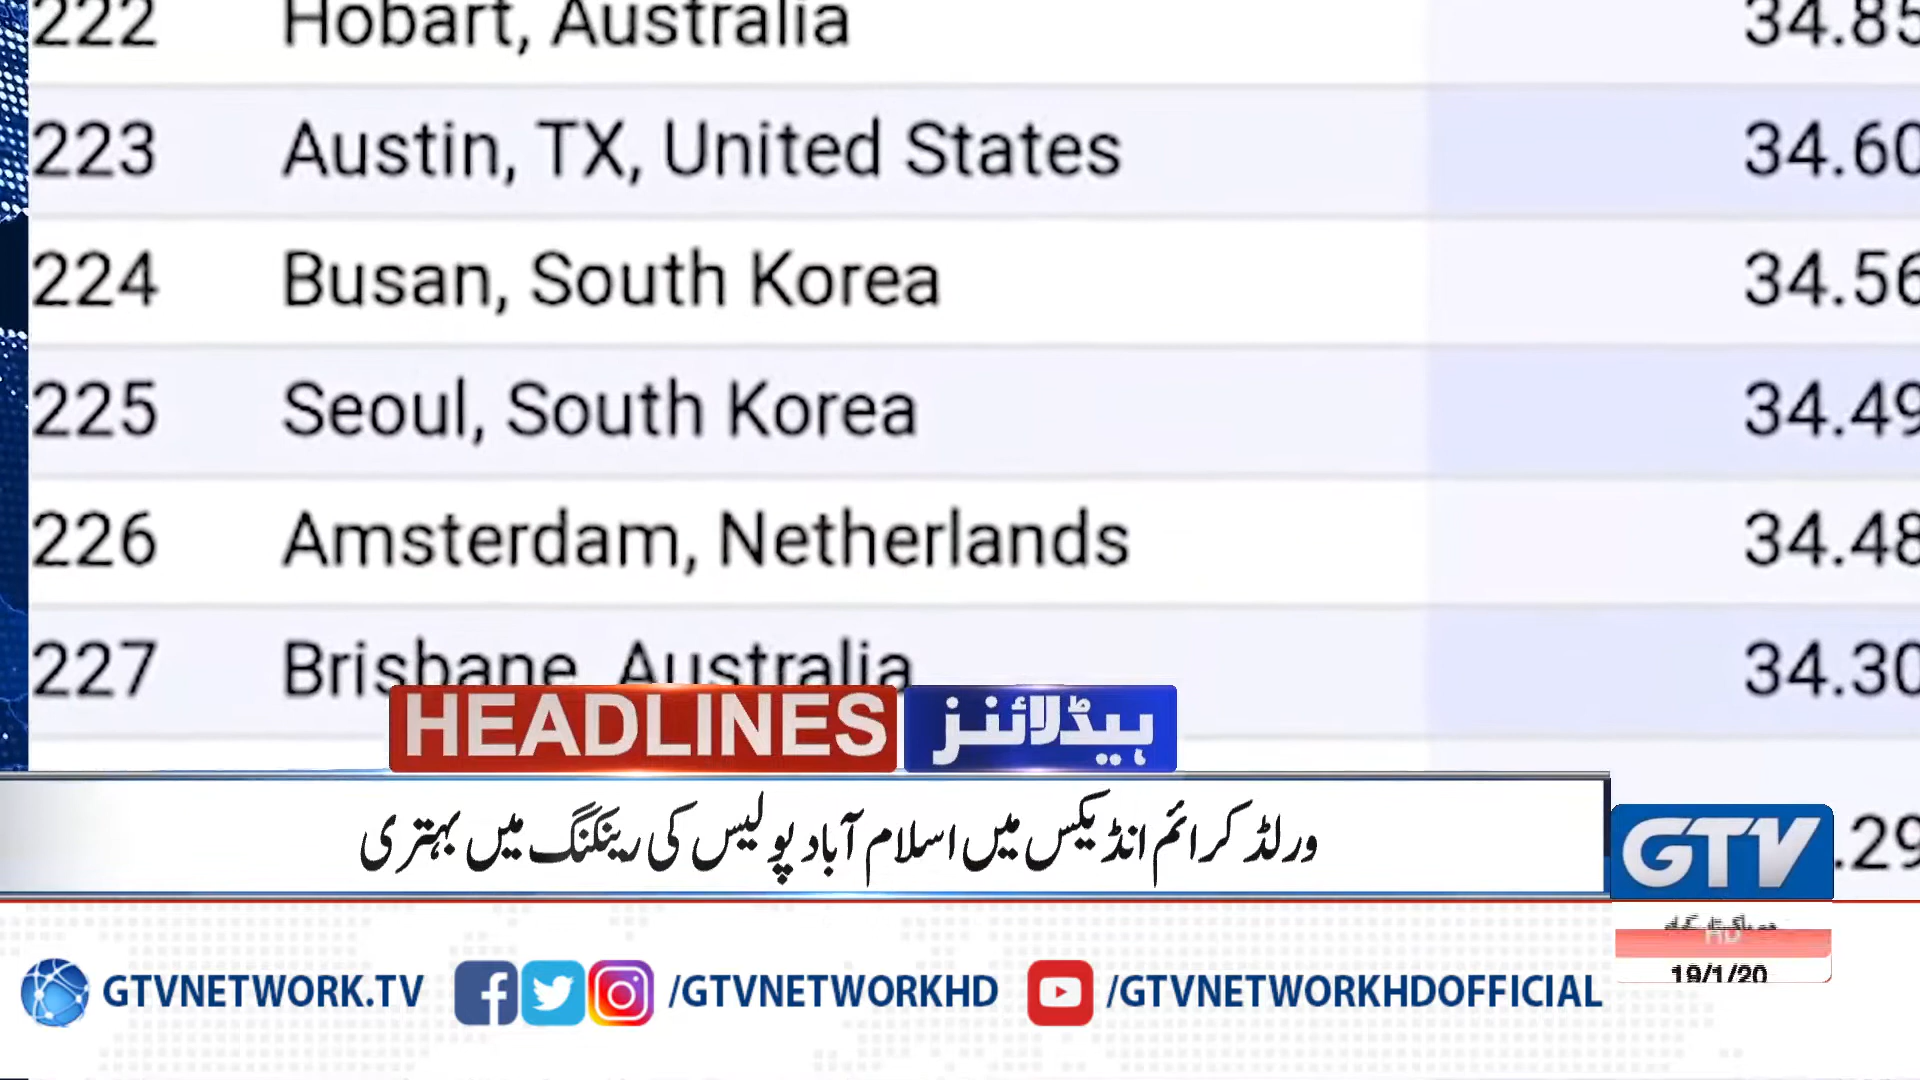 222 Hobart, Australia 34.85
223 Austin, TX, United States 34.60
224 Busan, South Korea 34.56
225 Seoul, South Korea 34.49
226 Amsterdam, Netherlands 34.48
227 Brisbane, Australia 34.30
.29
HEADLINES ہیڈلائنز
ورلڈ کرائم انڈیکس میں اسلام آباد پولیس کی رینکنگ میں بہتری
GTV
HD
19/1/20
GTVNETWORK.TV /GTVNETWORKHD /GTVNETWORKHDOFFICIAL